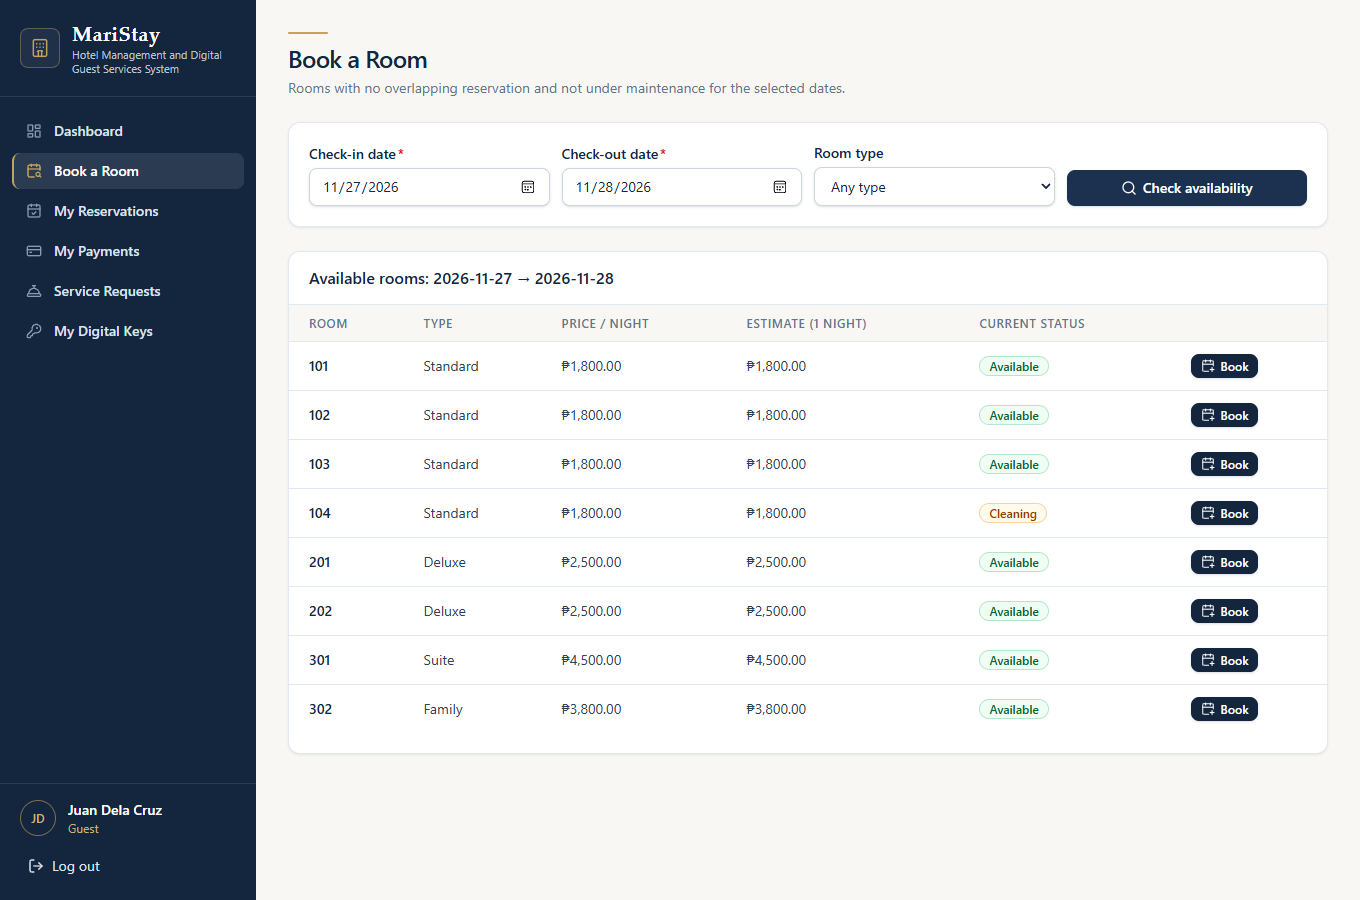 MariStay
Hotel Management and Digital
Guest Services System
Dashboard
Book a Room
My Reservations
My Payments
Service Requests
My Digital Keys
JD
Juan Dela Cruz
Guest
Log out
Book a Room
Rooms with no overlapping reservation and not under maintenance for the selected dates.
Check-in date*
11/27/2026
Check-out date*
11/28/2026
Room type
Any type
Check availability
Available rooms: 2026-11-27 → 2026-11-28
ROOM TYPE PRICE / NIGHT ESTIMATE (1 NIGHT) CURRENT STATUS
101 Standard ₱1,800.00 ₱1,800.00 Available Book
102 Standard ₱1,800.00 ₱1,800.00 Available Book
103 Standard ₱1,800.00 ₱1,800.00 Available Book
104 Standard ₱1,800.00 ₱1,800.00 Cleaning Book
201 Deluxe ₱2,500.00 ₱2,500.00 Available Book
202 Deluxe ₱2,500.00 ₱2,500.00 Available Book
301 Suite ₱4,500.00 ₱4,500.00 Available Book
302 Family ₱3,800.00 ₱3,800.00 Available Book